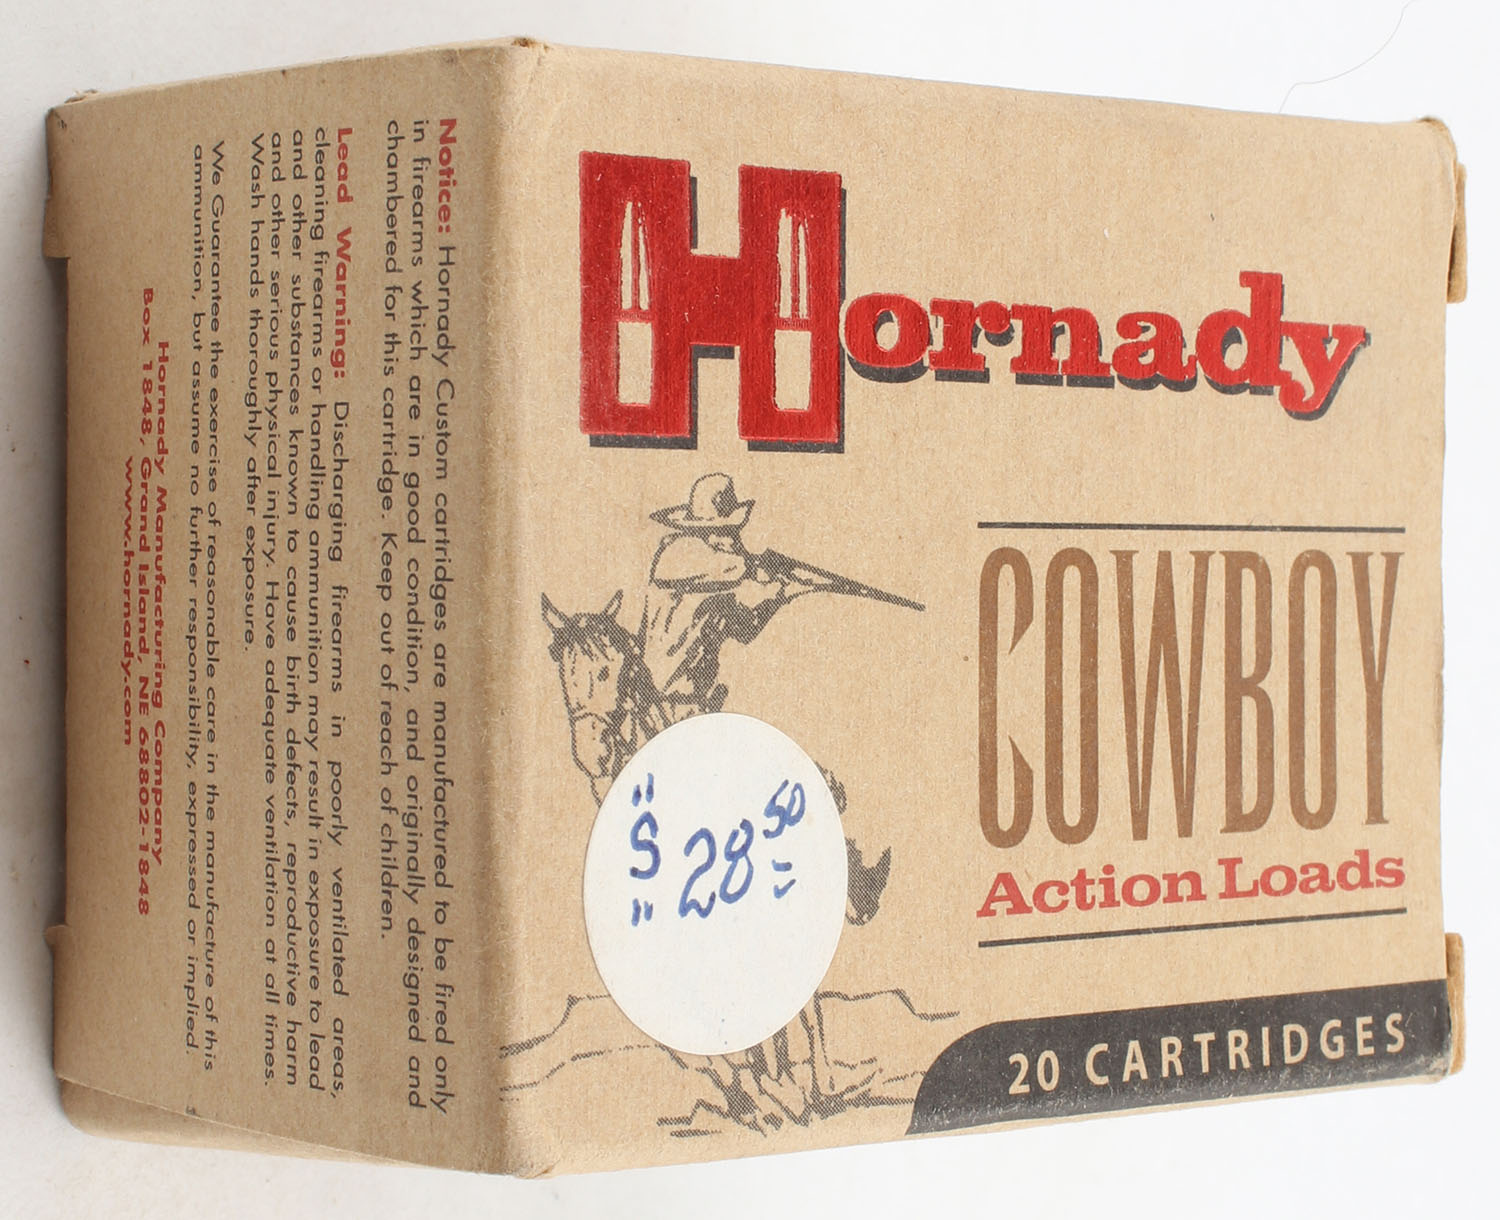 Hornady
COWBOY
Action Loads
20 CARTRIDGES
"S"
28.50
Notice: Hornady Custom cartridges are manufactured to be fired only
in firearms which are in good condition, and originally designed and
chambered for this cartridge. Keep out of reach of children.
Lead Warning: Discharging firearms in poorly ventilated areas,
cleaning firearms or handling ammunition may result in exposure to lead
and other substances known to cause birth defects, reproductive harm
and other serious physical injury. Have adequate ventilation at all times.
Wash hands thoroughly after exposure.
We Guarantee the exercise of reasonable care in the manufacture of this
ammunition, but assume no further responsibility, expressed or implied.
Hornady Manufacturing Company
Box 1848, Grand Island, NE 68802-1848
www.hornady.com